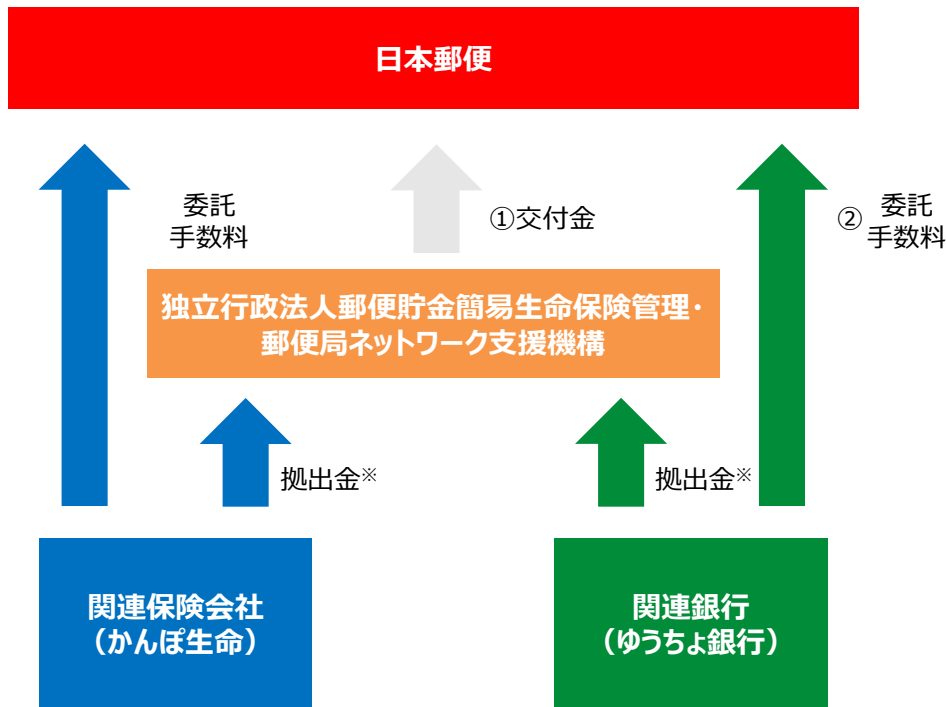 日本郵便
委託
手数料
①交付金
② 委託
手数料
独立行政法人郵便貯金簡易生命保険管理・
郵便局ネットワーク支援機構
拠出金※
拠出金※
関連保険会社
（かんぽ生命）
関連銀行
（ゆうちょ銀行）